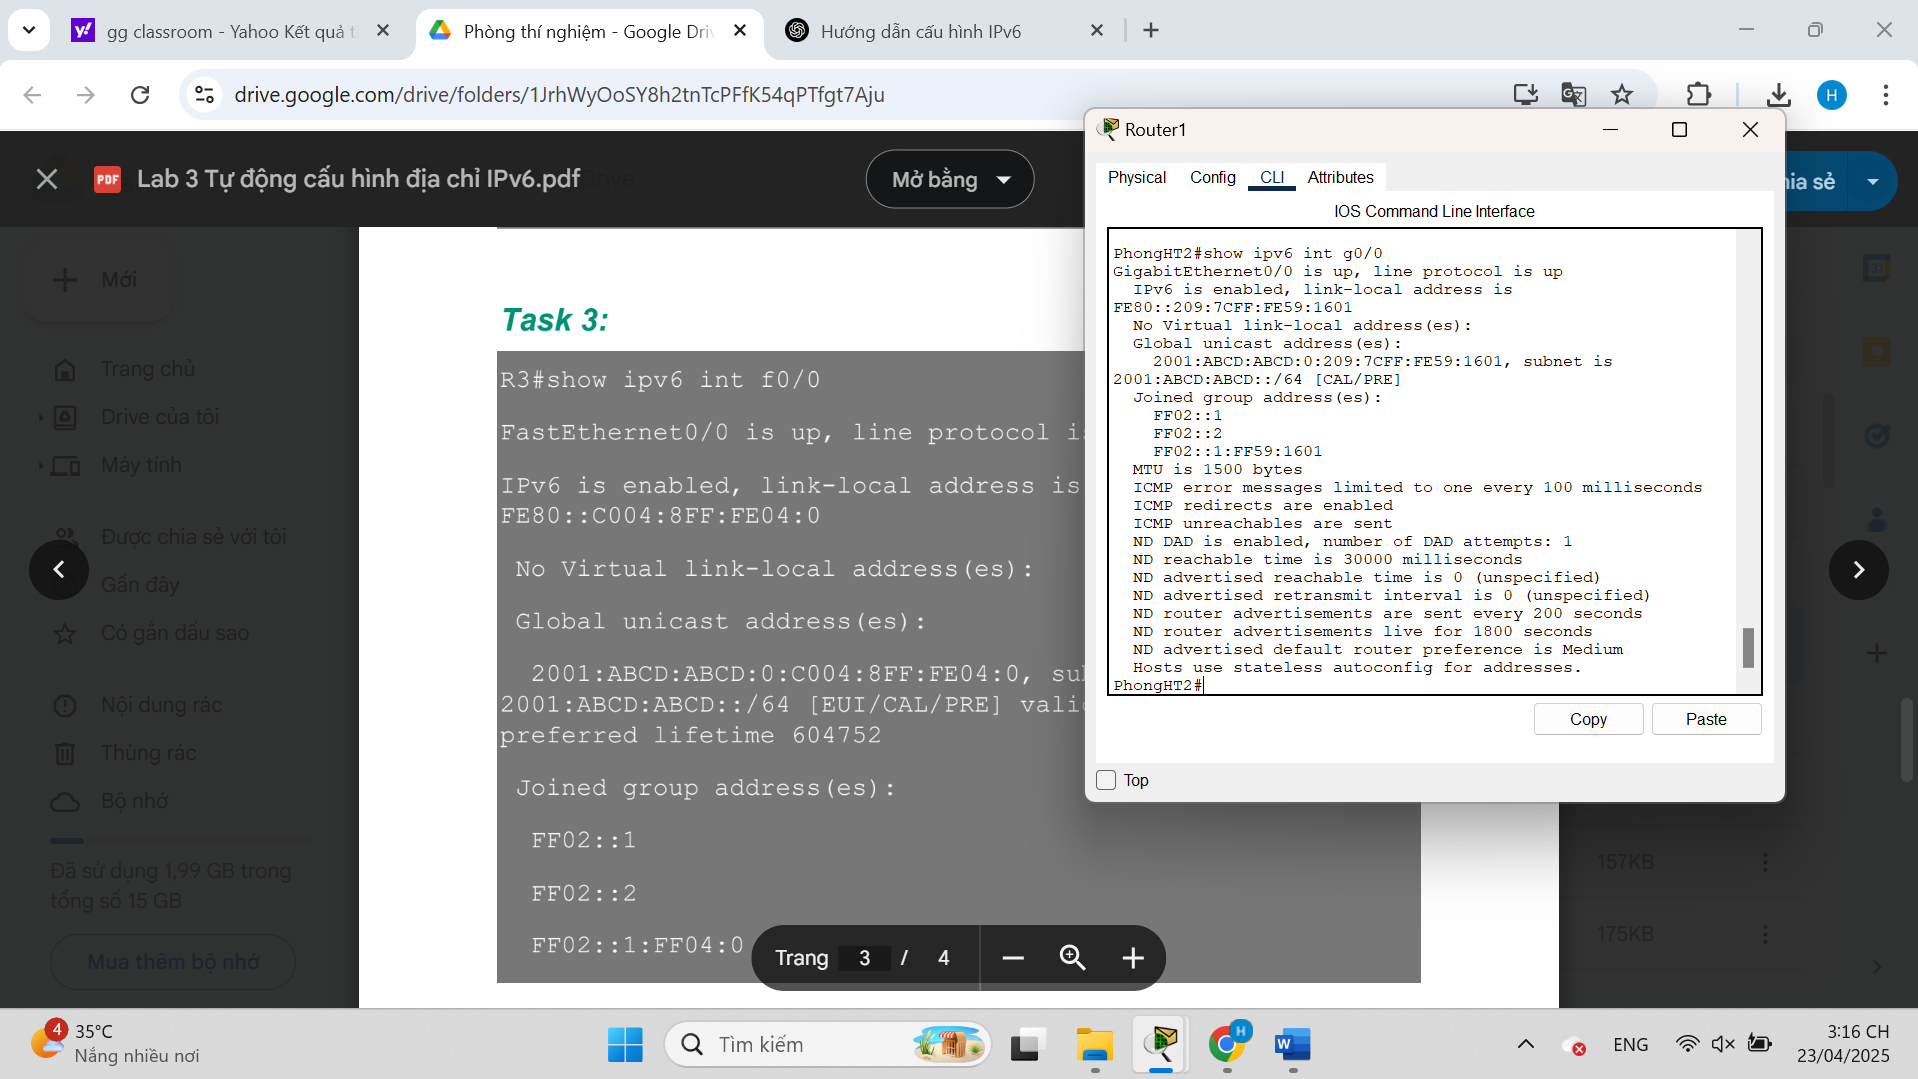 gg classroom - Yahoo Kết quả t
Phòng thí nghiệm - Google Driv
Hướng dẫn cấu hình IPv6
drive.google.com/drive/folders/1JrhWyOoSY8h2tnTcPFfK54qPTfgt7Aju
H
PDF
Lab 3 Tự động cấu hình địa chỉ IPv6.pdf
Mở bằng
Mới
Trang chủ
Drive của tôi
Máy tính
Được chia sẻ với tôi
Gần đây
Có gắn dấu sao
Nội dung rác
Thùng rác
Bộ nhớ
Đã sử dụng 1,99 GB trong
tổng số 15 GB
Mua thêm bộ nhớ
Task 3:
R3#show ipv6 int f0/0
FastEthernet0/0 is up, line protocol i
IPv6 is enabled, link-local address is
FE80::C004:8FF:FE04:0
No Virtual link-local address(es):
Global unicast address(es):
2001:ABCD:ABCD:0:C004:8FF:FE04:0, su
2001:ABCD:ABCD::/64 [EUI/CAL/PRE] vali
preferred lifetime 604752
Joined group address(es):
FF02::1
FF02::2
FF02::1:FF04:0
Trang 3 / 4
Router1
Physical Config CLI Attributes
IOS Command Line Interface
PhongHT2#show ipv6 int g0/0
GigabitEthernet0/0 is up, line protocol is up
IPv6 is enabled, link-local address is
FE80::209:7CFF:FE59:1601
No Virtual link-local address(es):
Global unicast address(es):
2001:ABCD:ABCD:0:209:7CFF:FE59:1601, subnet is
2001:ABCD:ABCD::/64 [CAL/PRE]
Joined group address(es):
FF02::1
FF02::2
FF02::1:FF59:1601
MTU is 1500 bytes
ICMP error messages limited to one every 100 milliseconds
ICMP redirects are enabled
ICMP unreachables are sent
ND DAD is enabled, number of DAD attempts: 1
ND reachable time is 30000 milliseconds
ND advertised reachable time is 0 (unspecified)
ND advertised retransmit interval is 0 (unspecified)
ND router advertisements are sent every 200 seconds
ND router advertisements live for 1800 seconds
ND advertised default router preference is Medium
Hosts use stateless autoconfig for addresses.
PhongHT2#
Copy Paste
Top
ia sẻ
157KB
175KB
4
35°C
Nắng nhiều nơi
Tìm kiếm
H
W
ENG
3:16 CH
23/04/2025